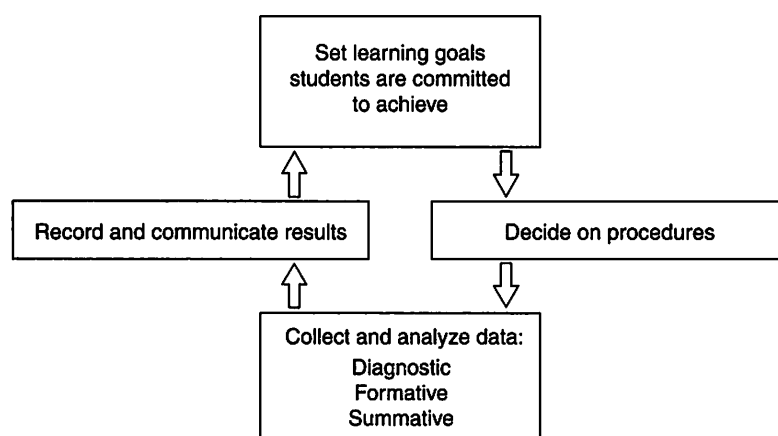 Set learning goals
students are committed
to achieve
Record and communicate results
Decide on procedures
Collect and analyze data:
Diagnostic
Formative
Summative